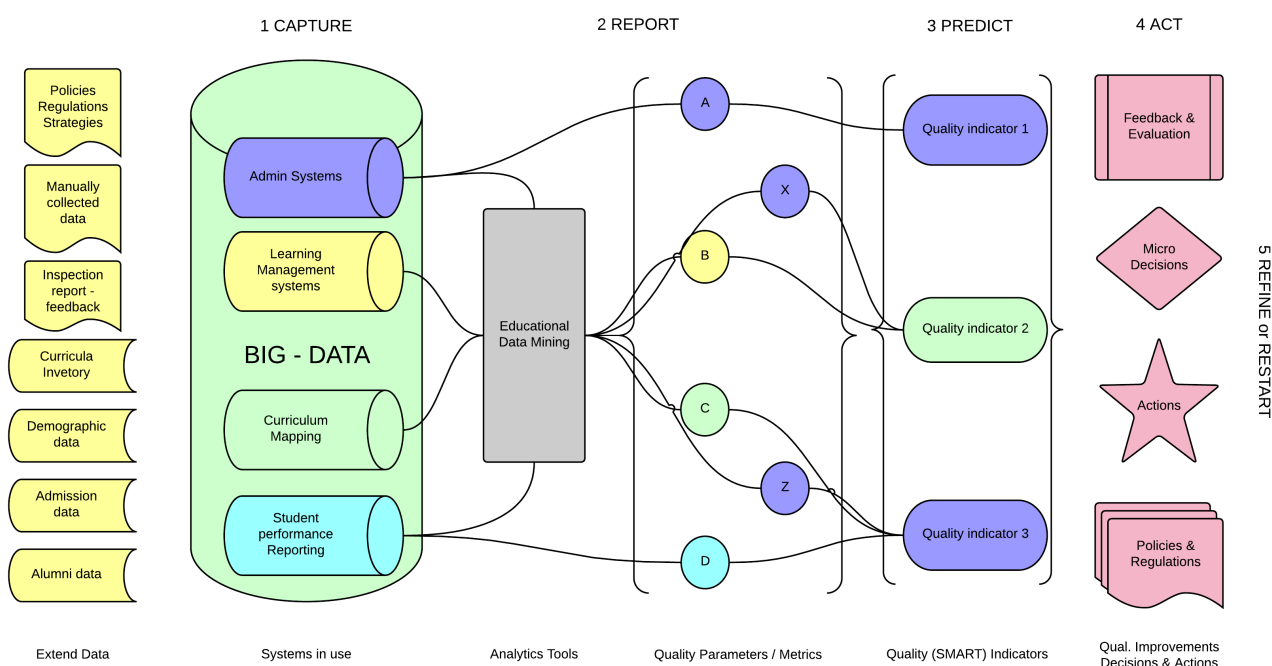 1 CAPTURE
2 REPORT
3 PREDICT
4 ACT
Policies
Regulations
Strategies
Manually
collected
data
Inspection
report -
feedback
Curricula
Invetory
Demographic
data
Admission
data
Alumni data
Extend Data
Admin Systems
Learning
Management
systems
BIG - DATA
Curriculum
Mapping
Student
performance
Reporting
Systems in use
Educational
Data Mining
Analytics Tools
A
X
B
C
Z
D
Quality Parameters / Metrics
Quality indicator 1
Quality indicator 2
Quality indicator 3
Quality (SMART) Indicators
Feedback &
Evaluation
Micro
Decisions
Actions
Policies &
Regulations
Qual. Improvements
Decisions & Actions
5 REFINE or RESTART